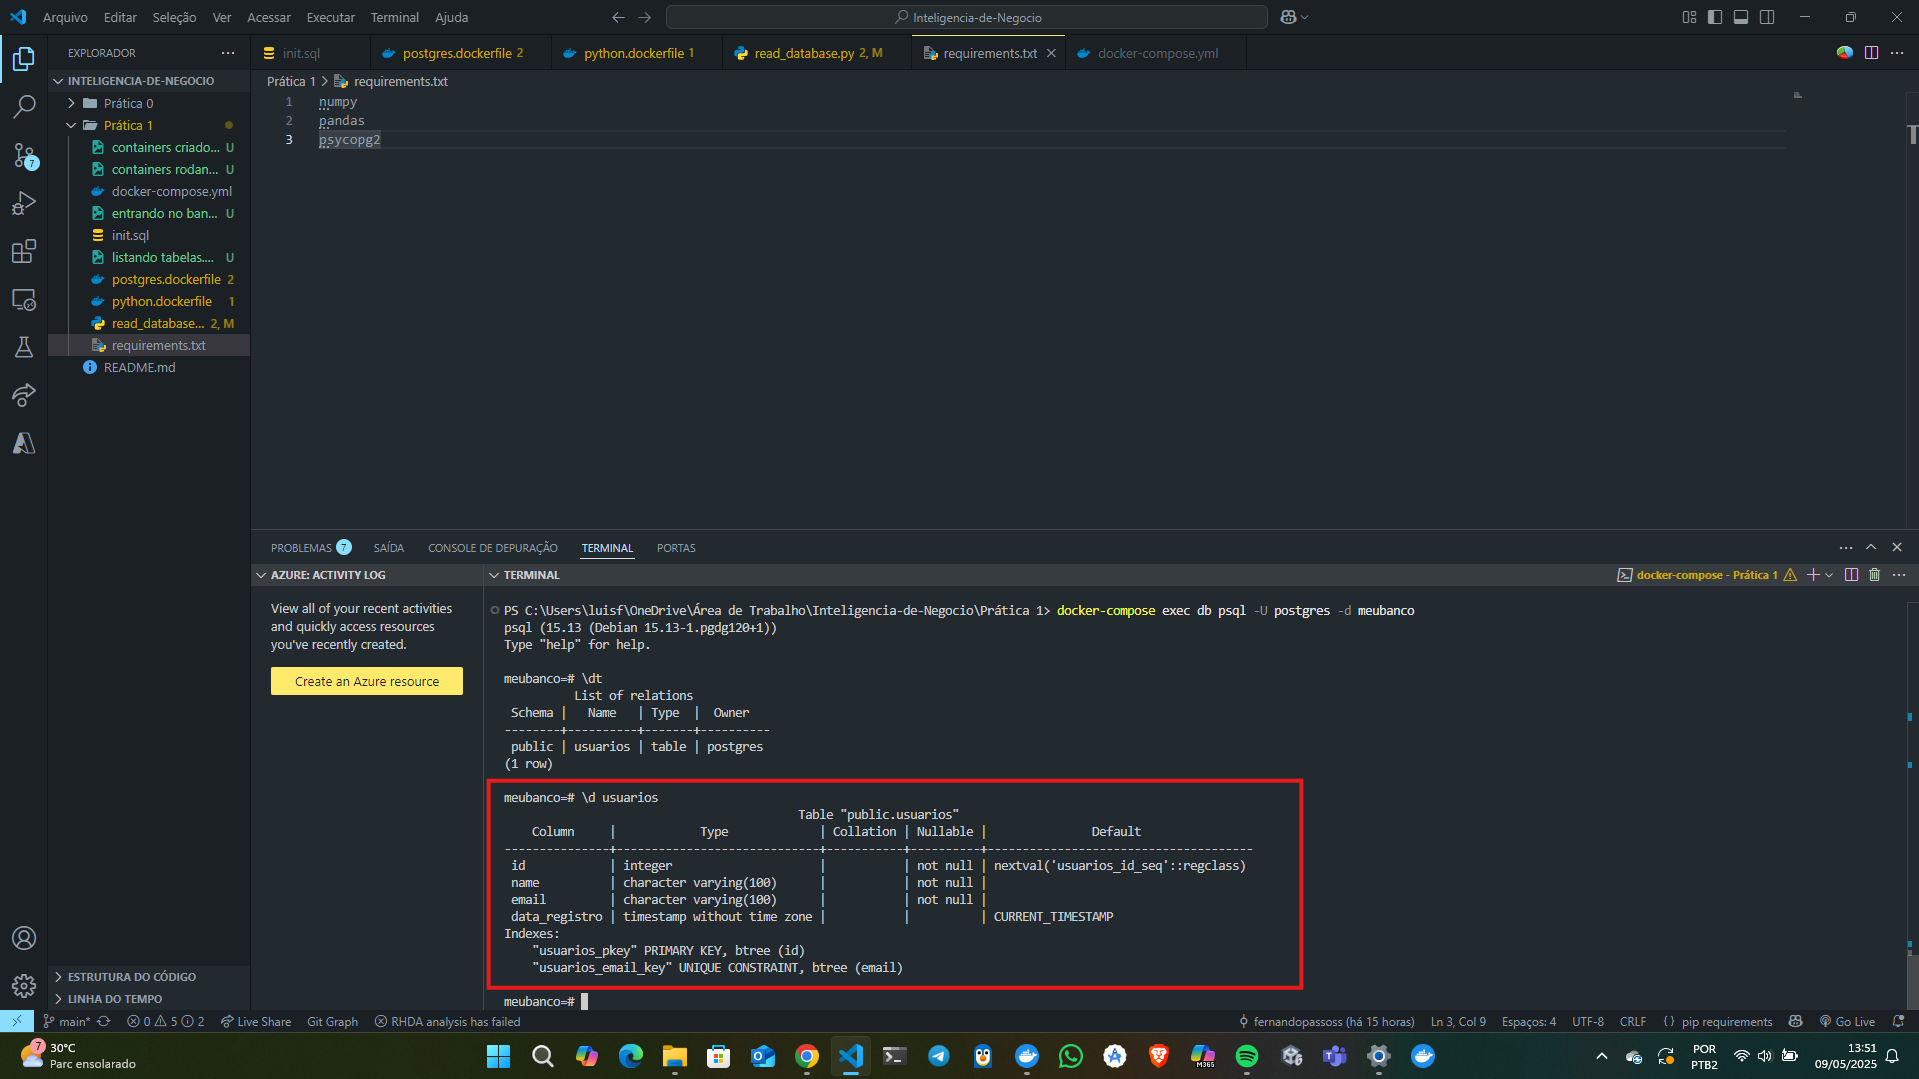 Arquivo Editar Seleção Ver Acessar Executar Terminal Ajuda
Inteligencia-de-Negocio
EXPLORADOR
init.sql
postgres.dockerfile 2
python.dockerfile 1
read_database.py 2, M
requirements.txt
docker-compose.yml
INTELIGENCIA-DE-NEGOCIO
Prática 0
Prática 1
containers criado... U
containers rodan... U
docker-compose.yml
entrando no ban... U
init.sql
listando tabelas.... U
postgres.dockerfile 2
python.dockerfile 1
read_database... 2, M
requirements.txt
README.md
7
Prática 1 > requirements.txt
1 numpy
2 pandas
3 psycopg2
PROBLEMAS 7 SAÍDA CONSOLE DE DEPURAÇÃO TERMINAL PORTAS
AZURE: ACTIVITY LOG
View all of your recent activities
and quickly access resources
you've recently created.
Create an Azure resource
TERMINAL
docker-compose - Prática 1
PS C:\Users\luisf\OneDrive\Área de Trabalho\Inteligencia-de-Negocio\Prática 1> docker-compose exec db psql -U postgres -d meubanco
psql (15.13 (Debian 15.13-1.pgdg120+1))
Type "help" for help.
meubanco=# \dt
List of relations
Schema | Name | Type | Owner
--------+----------+-------+----------
public | usuarios | table | postgres
(1 row)
meubanco=# \d usuarios
Table "public.usuarios"
Column | Type | Collation | Nullable | Default
---------------+-----------------------------+-----------+----------+--------------------------------------
id | integer | | not null | nextval('usuarios_id_seq'::regclass)
name | character varying(100) | | not null |
email | character varying(100) | | not null |
data_registro | timestamp without time zone | | | CURRENT_TIMESTAMP
Indexes:
"usuarios_pkey" PRIMARY KEY, btree (id)
"usuarios_email_key" UNIQUE CONSTRAINT, btree (email)
meubanco=#
ESTRUTURA DO CÓDIGO
LINHA DO TEMPO
main* 0 5 2 Live Share Git Graph RHDA analysis has failed
fernandopassoss (há 15 horas) Ln 3, Col 9 Espaços: 4 UTF-8 CRLF pip requirements Go Live
7
30°C
Parc ensolarado
M365
POR
PTB2
13:51
09/05/2025